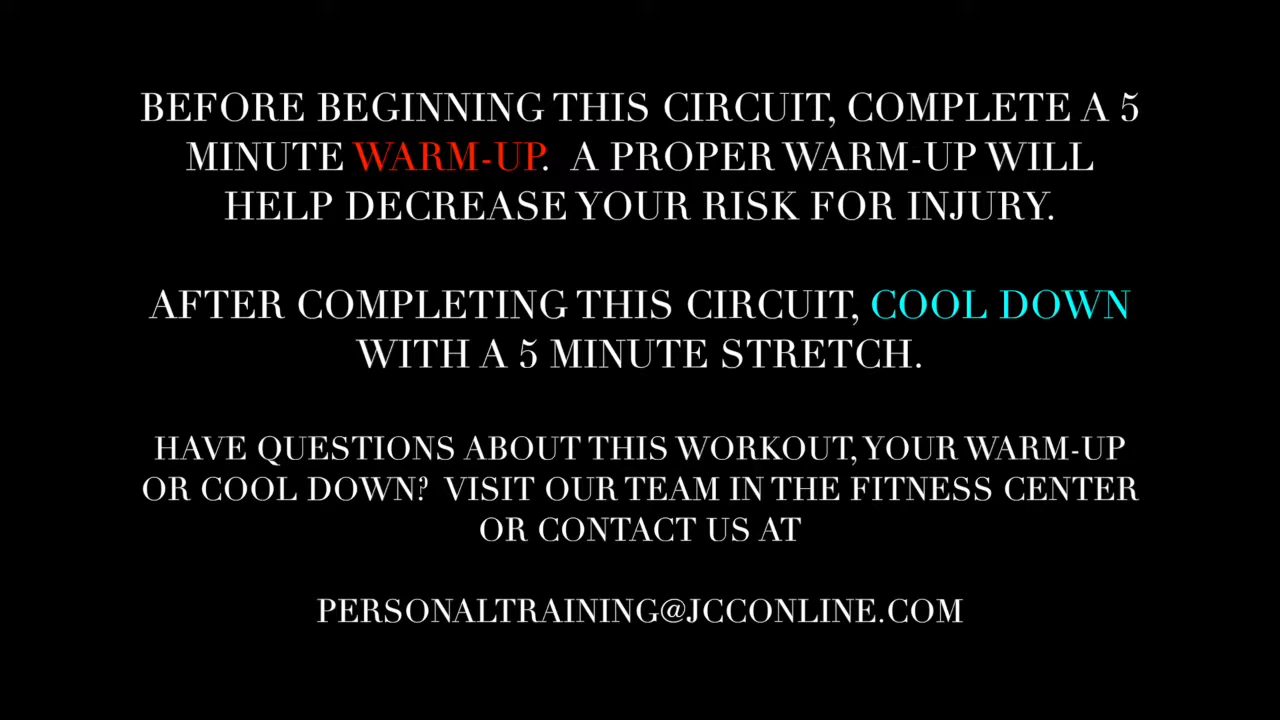 BEFORE BEGINNING THIS CIRCUIT, COMPLETE A 5
MINUTE WARM-UP.  A PROPER WARM-UP WILL
HELP DECREASE YOUR RISK FOR INJURY.
AFTER COMPLETING THIS CIRCUIT, COOL DOWN
WITH A 5 MINUTE STRETCH.
HAVE QUESTIONS ABOUT THIS WORKOUT, YOUR WARM-UP
OR COOL DOWN?  VISIT OUR TEAM IN THE FITNESS CENTER
OR CONTACT US AT
PERSONALTRAINING@JCCONLINE.COM